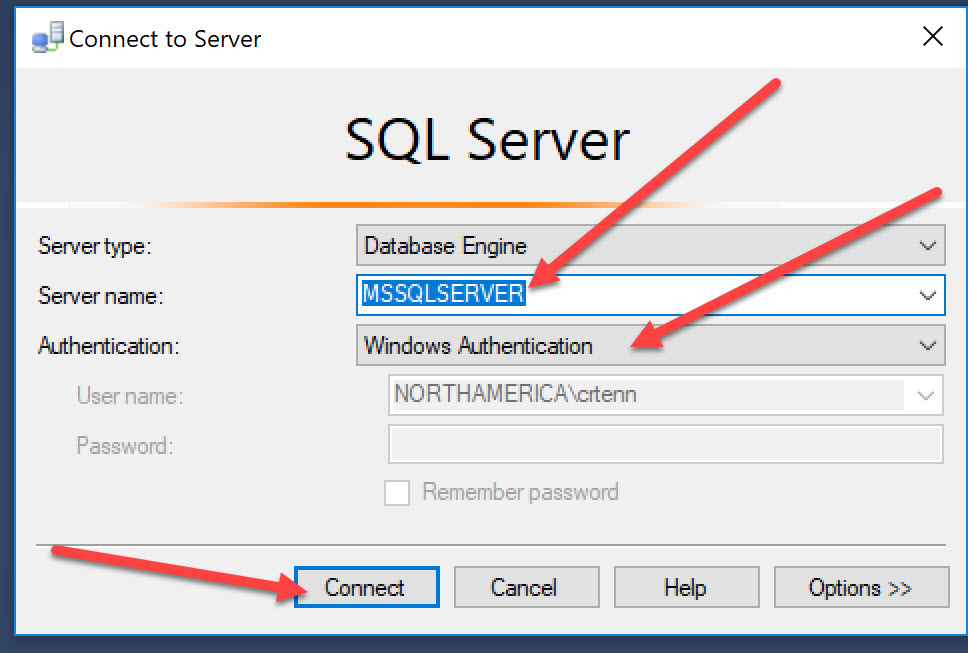 Connect to Server
SQL Server
Server type: Database Engine
Server name: MSSQLSERVER
Authentication: Windows Authentication
User name: NORTHAMERICA\crtenn
Password:
Remember password
Connect Cancel Help Options >>